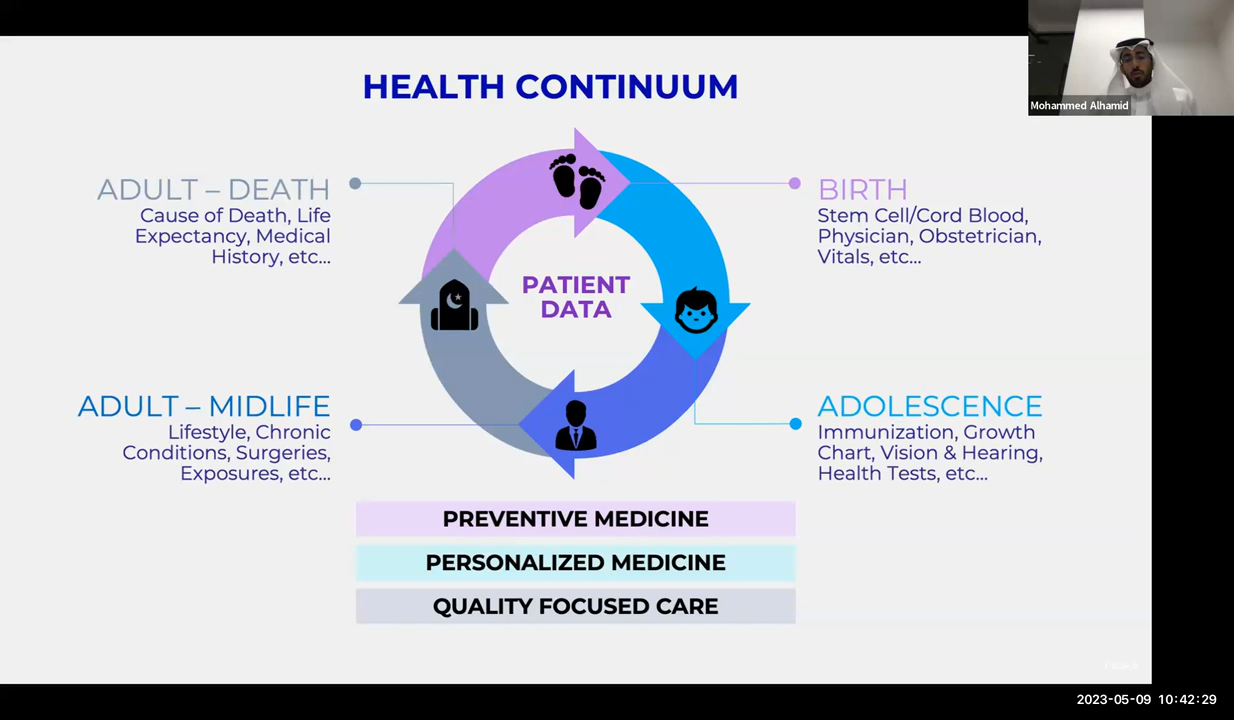 Mohammed Alhamid
HEALTH CONTINUUM
ADULT – DEATH
Cause of Death, Life
Expectancy, Medical
History, etc...
BIRTH
Stem Cell/Cord Blood,
Physician, Obstetrician,
Vitals, etc...
PATIENT
DATA
ADULT – MIDLIFE
Lifestyle, Chronic
Conditions, Surgeries,
Exposures, etc...
ADOLESCENCE
Immunization, Growth
Chart, Vision & Hearing,
Health Tests, etc...
PREVENTIVE MEDICINE
PERSONALIZED MEDICINE
QUALITY FOCUSED CARE
2023-05-09 10:42:29